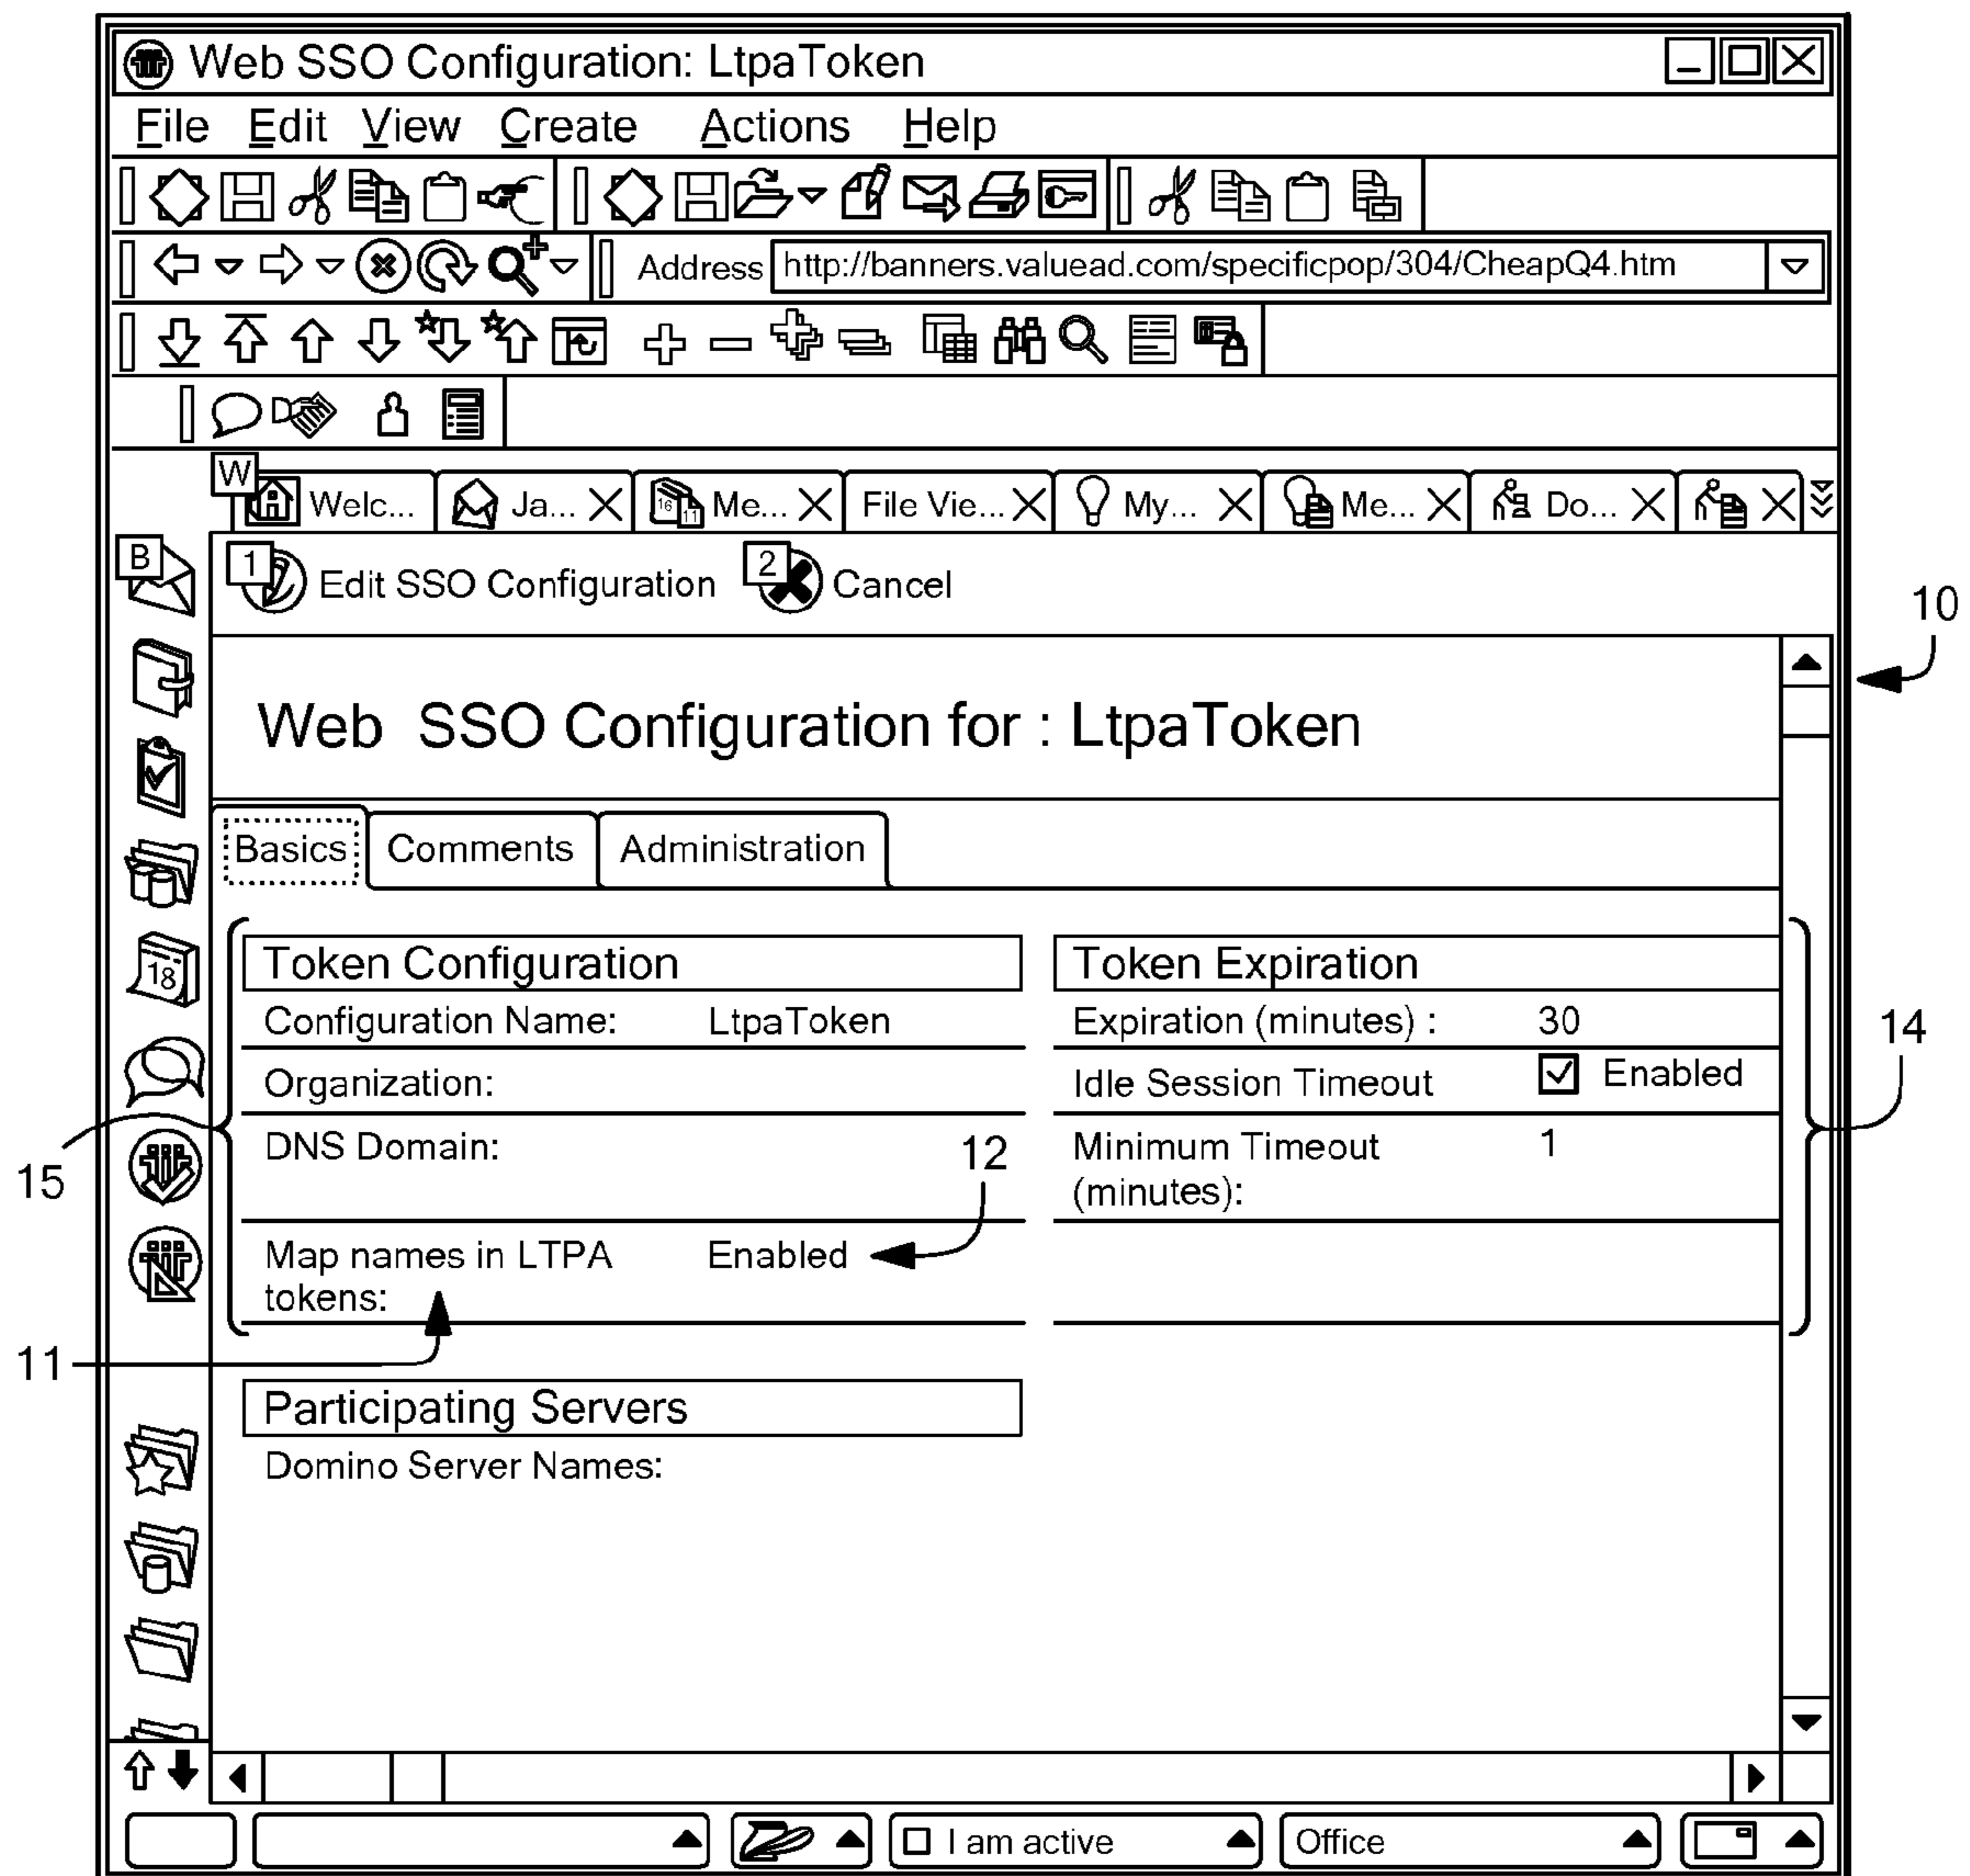 Web SSO Configuration: LtpaToken
File Edit View Create Actions Help
Address http://banners.valuead.com/specificpop/304/CheapQ4.htm
W
Welc... Ja... 16 11 Me... File Vie... My... Me... Do...
B 1 Edit SSO Configuration 2 Cancel
10
Web SSO Configuration for : LtpaToken
Basics Comments Administration
18
Token Configuration Token Expiration
Configuration Name: LtpaToken Expiration (minutes) : 30
14
Organization: Idle Session Timeout Enabled
DNS Domain: 12 Minimum Timeout 1
15 (minutes):
Map names in LTPA Enabled
tokens:
11
Participating Servers
Domino Server Names:
I am active Office